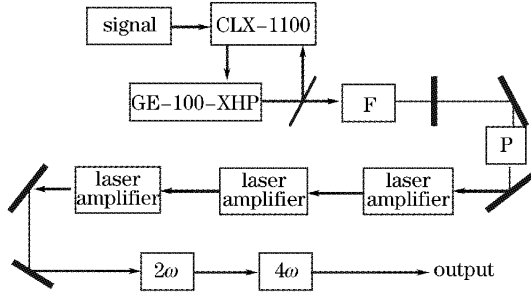 signal
CLX-1100
GE-100-XHP
F
P
laser
amplifier
laser
amplifier
laser
amplifier
2ω
4ω
output